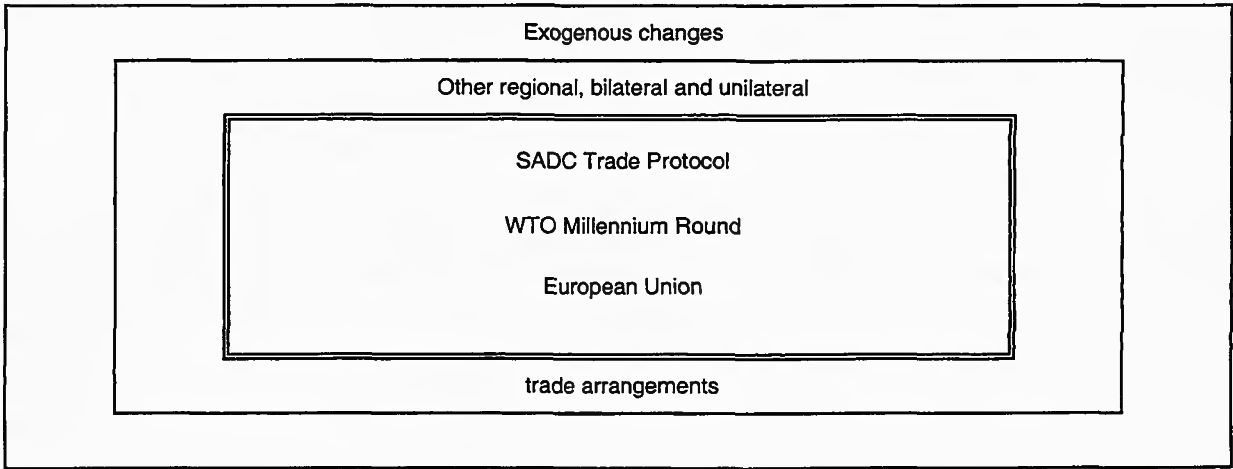 Exogenous changes
Other regional, bilateral and unilateral
SADC Trade Protocol
WTO Millennium Round
European Union
trade arrangements